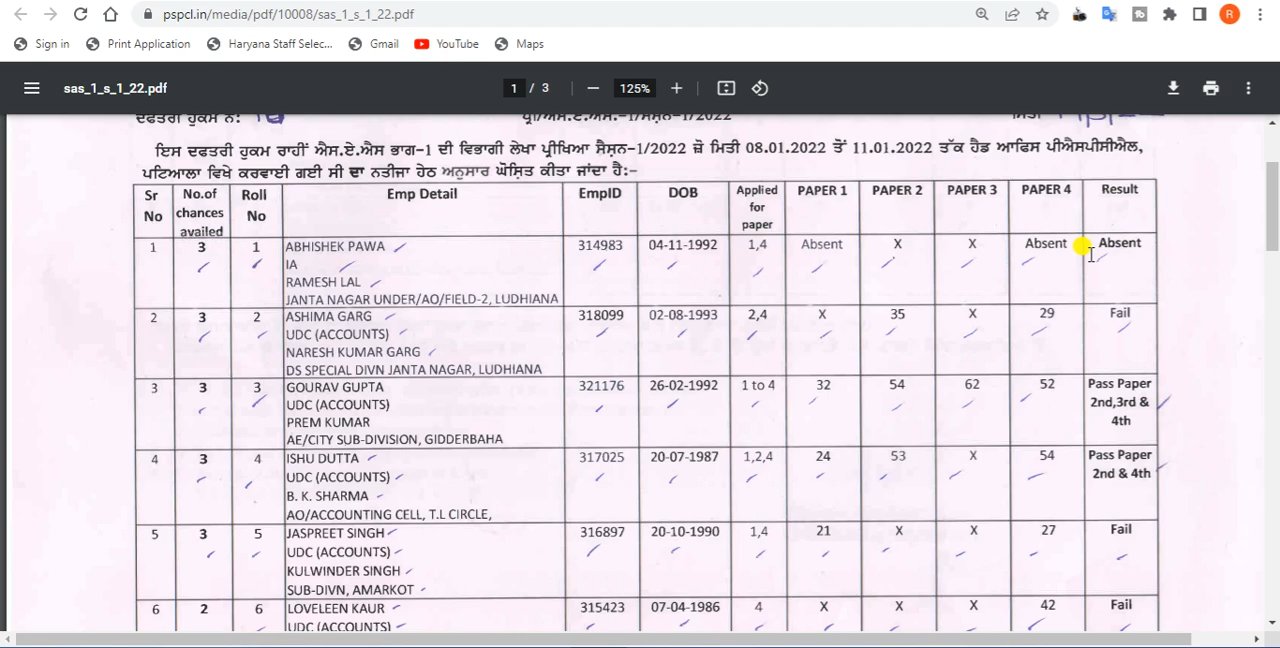 pspcl.in/media/pdf/10008/sas_1_s_1_22.pdf
R
Sign in Print Application Haryana Staff Selec... Gmail YouTube Maps
sas_1_s_1_22.pdf 1 / 3 125%
ਦਫਤਰੀ ਹੁਕਮ ਨੰ:
ਇਸ ਦਫਤਰੀ ਹੁਕਮ ਰਾਹੀਂ ਐਸ.ਏ.ਐਸ ਭਾਗ-1 ਦੀ ਵਿਭਾਗੀ ਲੇਖਾ ਪ੍ਰੀਖਿਆ ਸੈਸ਼ਨ-1/2022 ਜੋ ਮਿਤੀ 08.01.2022 ਤੋਂ 11.01.2022 ਤੱਕ ਹੈਡ ਆਫਿਸ ਪੀਐਸਪੀਸੀਐਲ,
ਪਟਿਆਲਾ ਵਿਖੇ ਕਰਵਾਈ ਗਈ ਸੀ ਦਾ ਨਤੀਜਾ ਹੇਠ ਅਨੁਸਾਰ ਘੋਸ਼ਿਤ ਕੀਤਾ ਜਾਂਦਾ ਹੈ:-
Sr No No.of chances availed Roll No Emp Detail EmpID DOB Applied for paper PAPER 1 PAPER 2 PAPER 3 PAPER 4 Result
1 3 1 ABHISHEK PAWA 314983 04-11-1992 1,4 Absent X X Absent Absent
IA
RAMESH LAL
JANTA NAGAR UNDER/AO/FIELD-2, LUDHIANA
2 3 2 ASHIMA GARG 318099 02-08-1993 2,4 X 35 X 29 Fail
UDC (ACCOUNTS)
NARESH KUMAR GARG
DS SPECIAL DIVN JANTA NAGAR, LUDHIANA
3 3 3 GOURAV GUPTA 321176 26-02-1992 1 to 4 32 54 62 52 Pass Paper
UDC (ACCOUNTS) 2nd,3rd &
PREM KUMAR 4th
AE/CITY SUB-DIVISION, GIDDERBAHA
4 3 4 ISHU DUTTA 317025 20-07-1987 1,2,4 24 53 X 54 Pass Paper
UDC (ACCOUNTS) 2nd & 4th
B. K. SHARMA
AO/ACCOUNTING CELL, T.L CIRCLE,
5 3 5 JASPREET SINGH 316897 20-10-1990 1,4 21 X X 27 Fail
UDC (ACCOUNTS)
KULWINDER SINGH
SUB-DIVN, AMARKOT
6 2 6 LOVELEEN KAUR 315423 07-04-1986 4 X X X 42 Fail
UDC (ACCOUNTS)